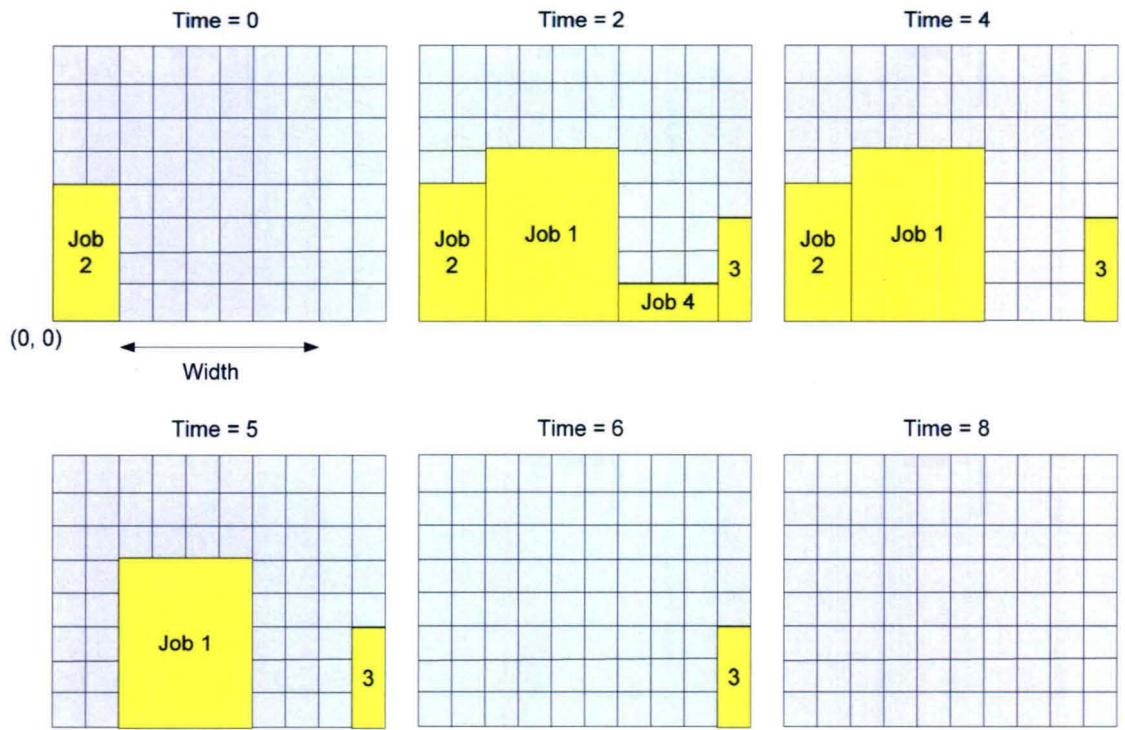 Time = 0
Time = 2
Time = 4
Job
2
Job
2
Job 1
Job 4
3
Job
2
Job 1
3
(0, 0)
Width
Time = 5
Time = 6
Time = 8
Job 1
3
3